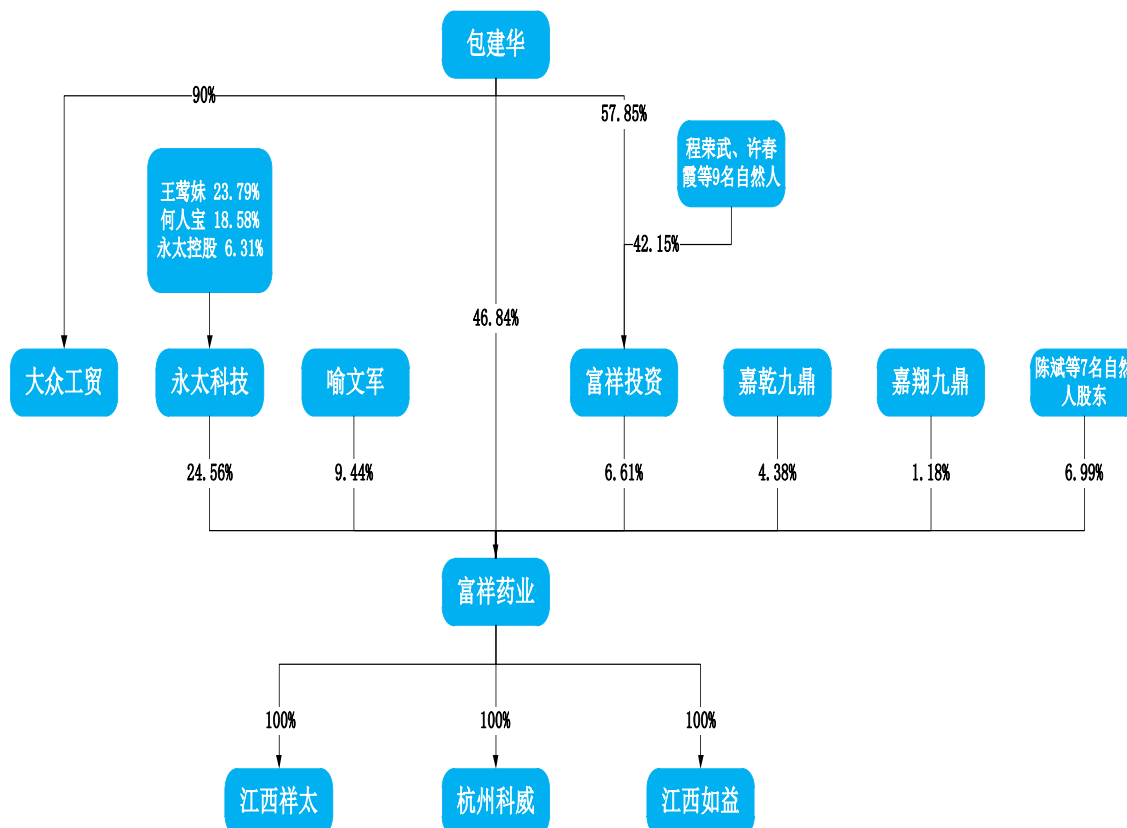 包建华
90%
57.85%
程荣武、许春
霞等9名自然人
王莺妹 23.79%
何人宝 18.58%
永太控股 6.31%
42.15%
46.84%
大众工贸
永太科技
喻文军
富祥投资
嘉乾九鼎
嘉翔九鼎
陈斌等7名自然
人股东
24.56%
9.44%
6.61%
4.38%
1.18%
6.99%
富祥药业
100%
100%
100%
江西祥太
杭州科威
江西如益